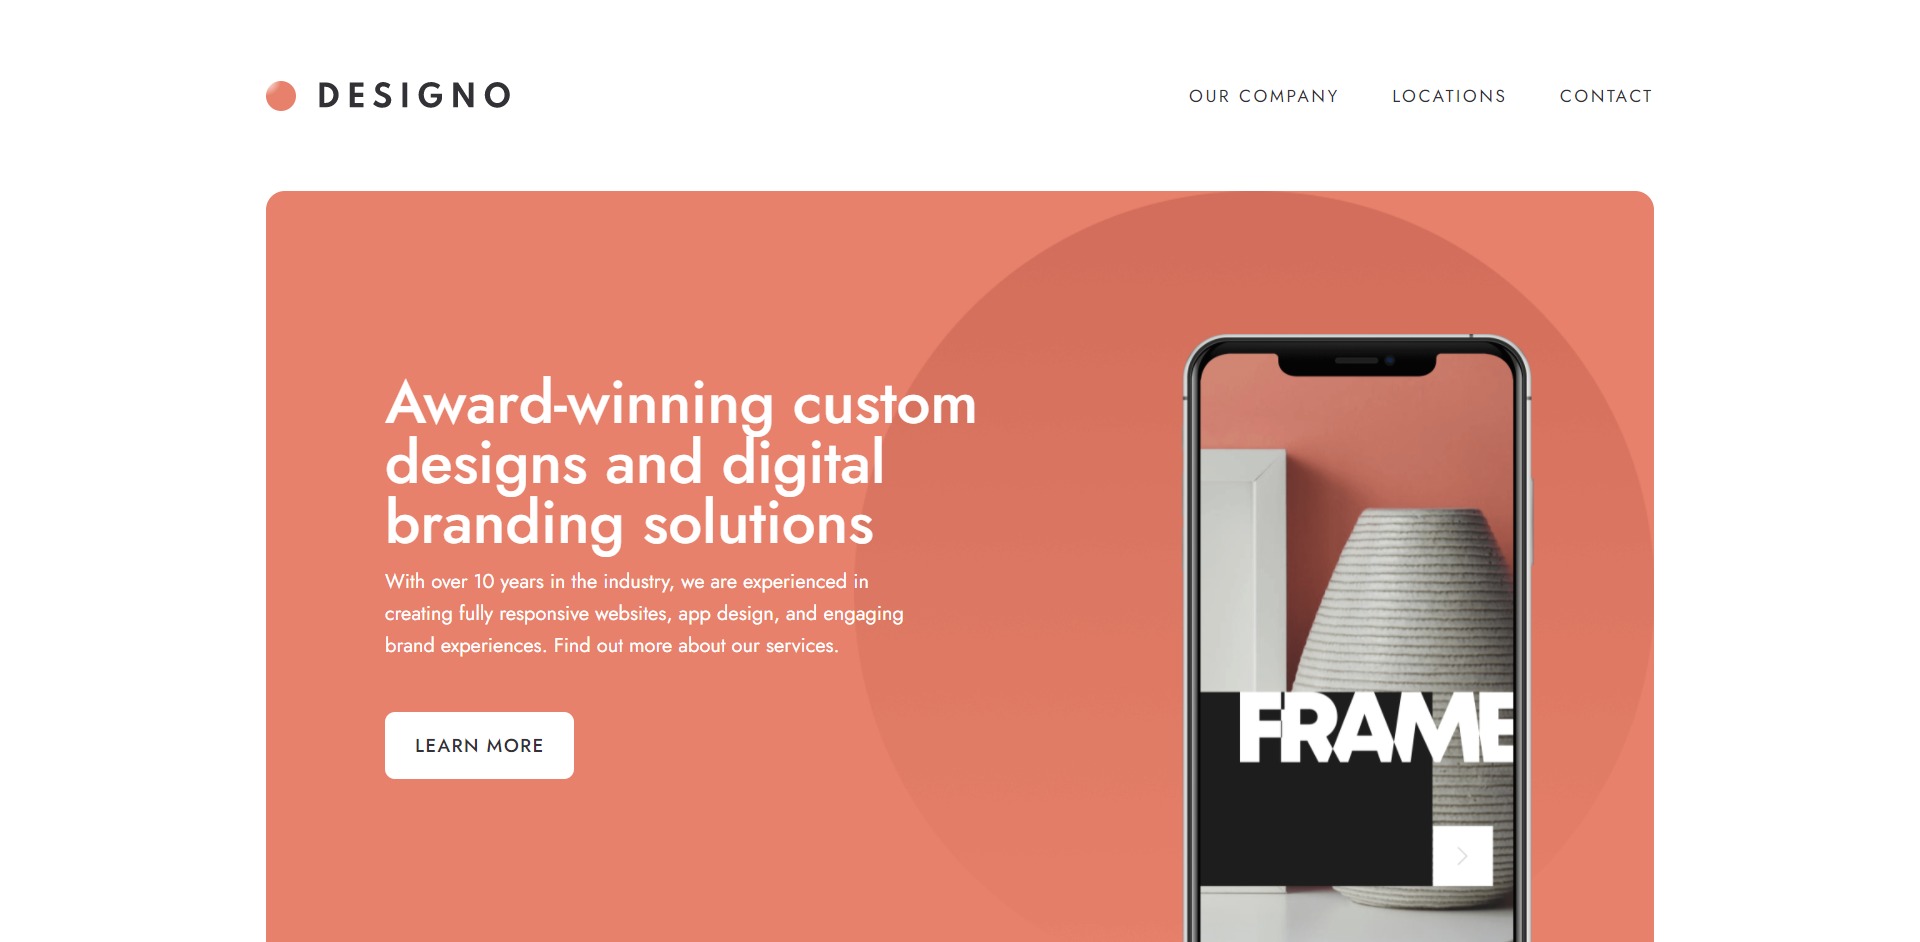 DESIGNO
OUR COMPANY
LOCATIONS
CONTACT
Award-winning custom
designs and digital
branding solutions
With over 10 years in the industry, we are experienced in
creating fully responsive websites, app design, and engaging
brand experiences. Find out more about our services.
LEARN MORE
FRAME